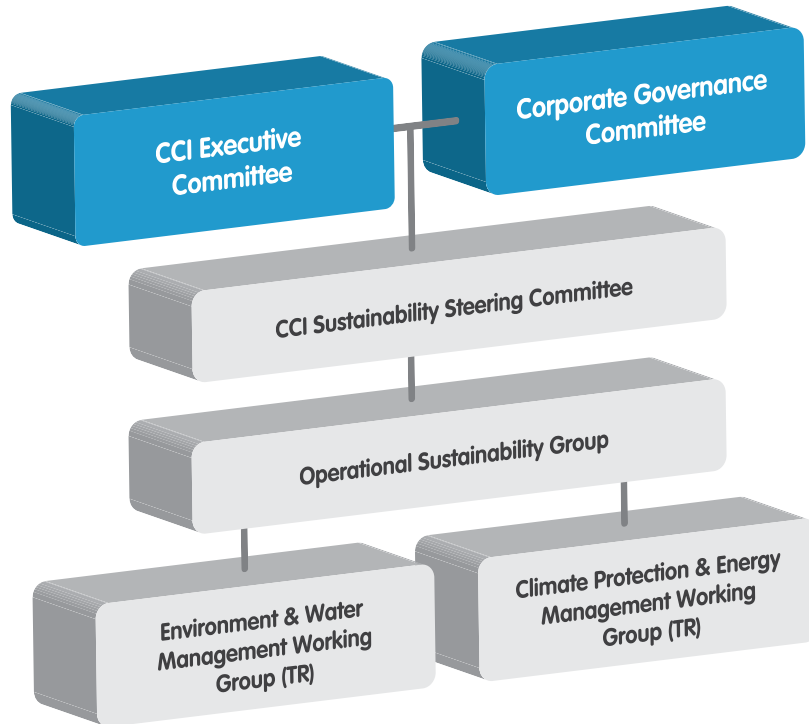 CCI Executive
Committee
Corporate Governance
Committee
CCI Sustainability Steering Committee
Operational Sustainability Group
Environment & Water
Management Working
Group (TR)
Climate Protection & Energy
Management Working
Group (TR)